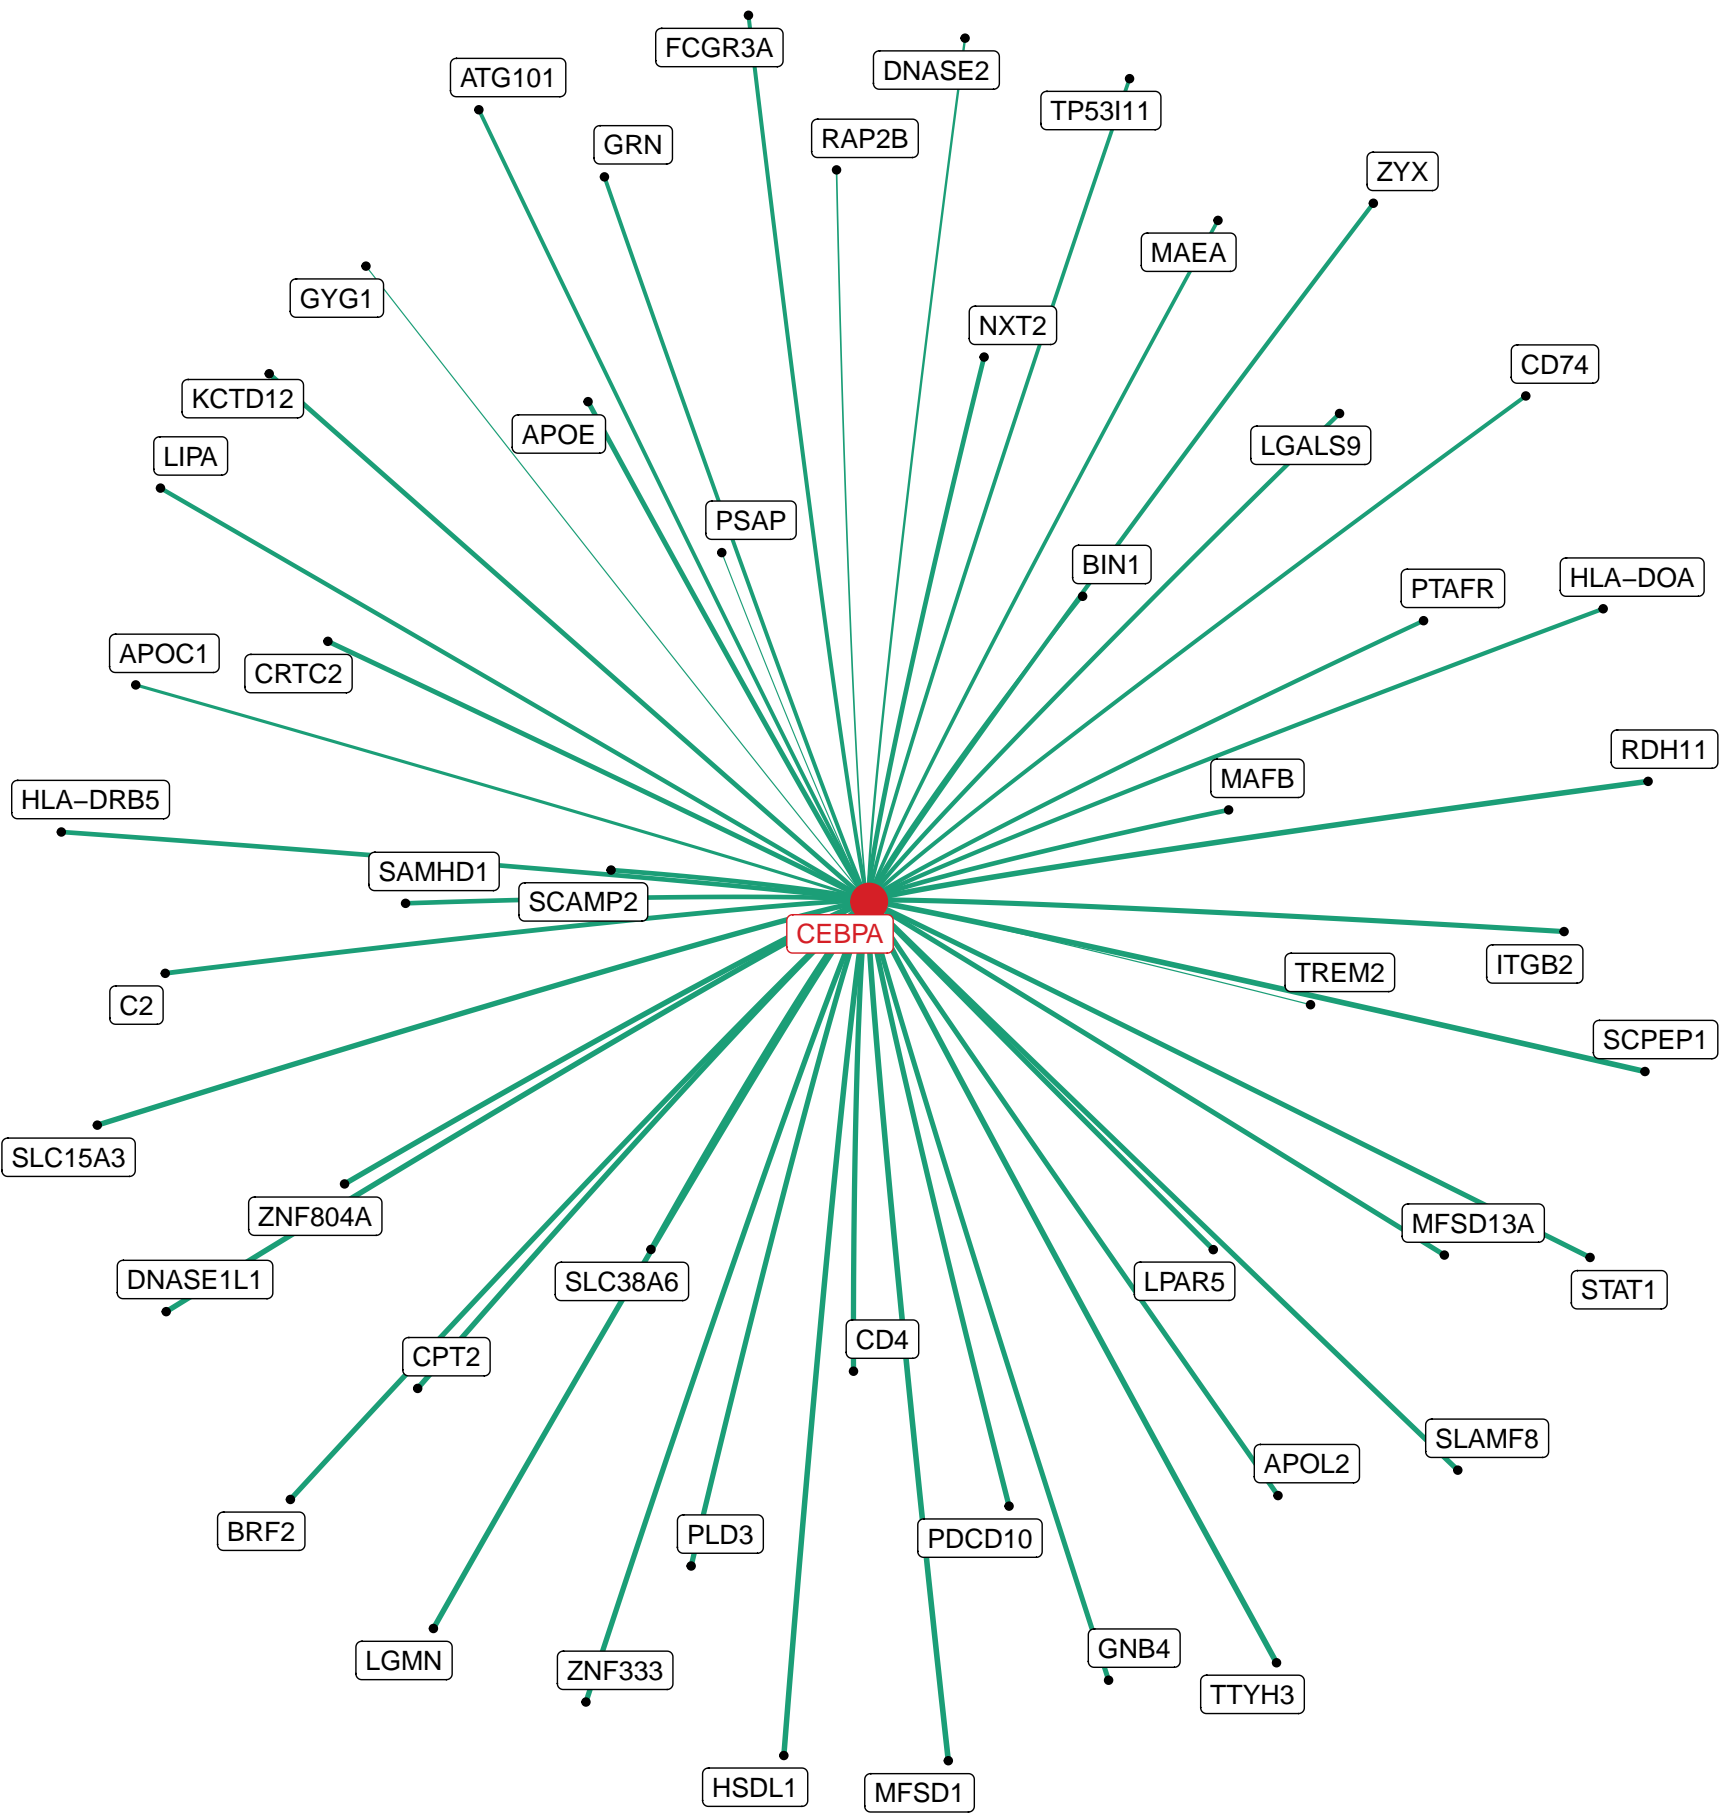 FCGR3A
DNASE2
ATG101
TP53I11
GRN
RAP2B
ZYX
MAEA
GYG1
NXT2
CD74
KCTD12
APOE
LGALS9
LIPA
PSAP
BIN1
HLA−DOA
PTAFR
APOC1
CRTC2
RDH11
MAFB
HLA−DRB5
SAMHD1
SCAMP2
CEBPA
ITGB2
TREM2
C2
SCPEP1
SLC15A3
ZNF804A
MFSD13A
DNASE1L1
SLC38A6
LPAR5
STAT1
CD4
CPT2
SLAMF8
APOL2
BRF2
PLD3
PDCD10
GNB4
LGMN
ZNF333
TTYH3
HSDL1
MFSD1